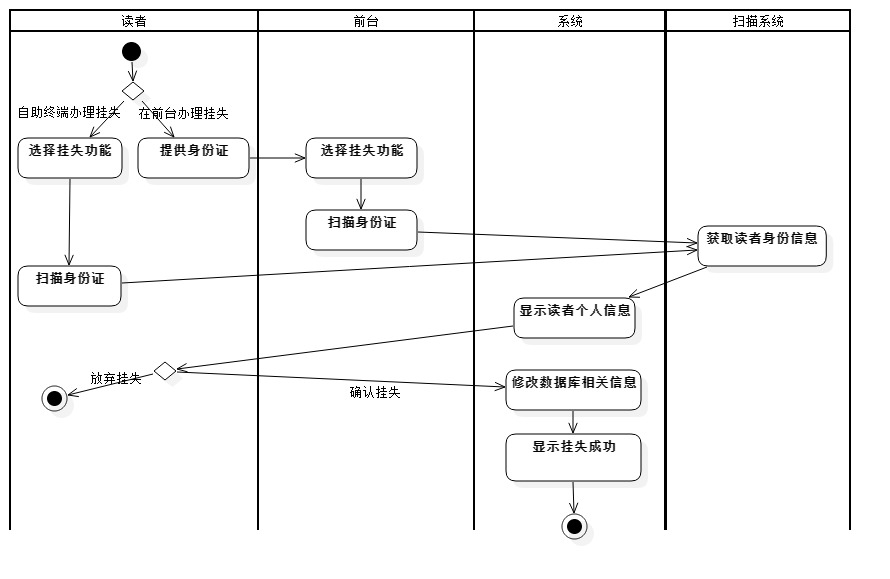 读者
前台
系统
扫描系统
自助终端办理挂失
在前台办理挂失
选择挂失功能
提供身份证
选择挂失功能
扫描身份证
获取读者身份信息
扫描身份证
显示读者个人信息
放弃挂失
确认挂失
修改数据库相关信息
显示挂失成功